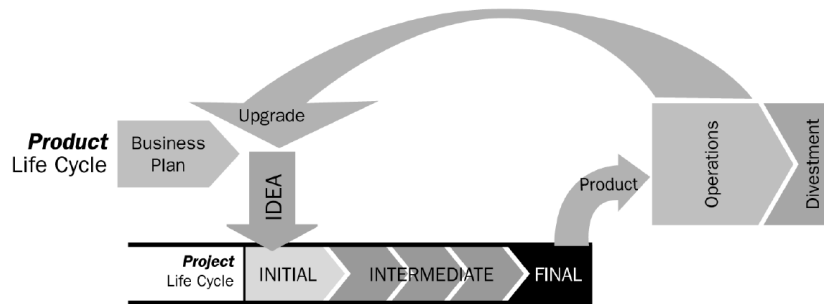 Upgrade
Product
Life Cycle
Business
Plan
IDEA
Product
Operations
Divestment
Project
Life Cycle
INITIAL
INTERMEDIATE
FINAL